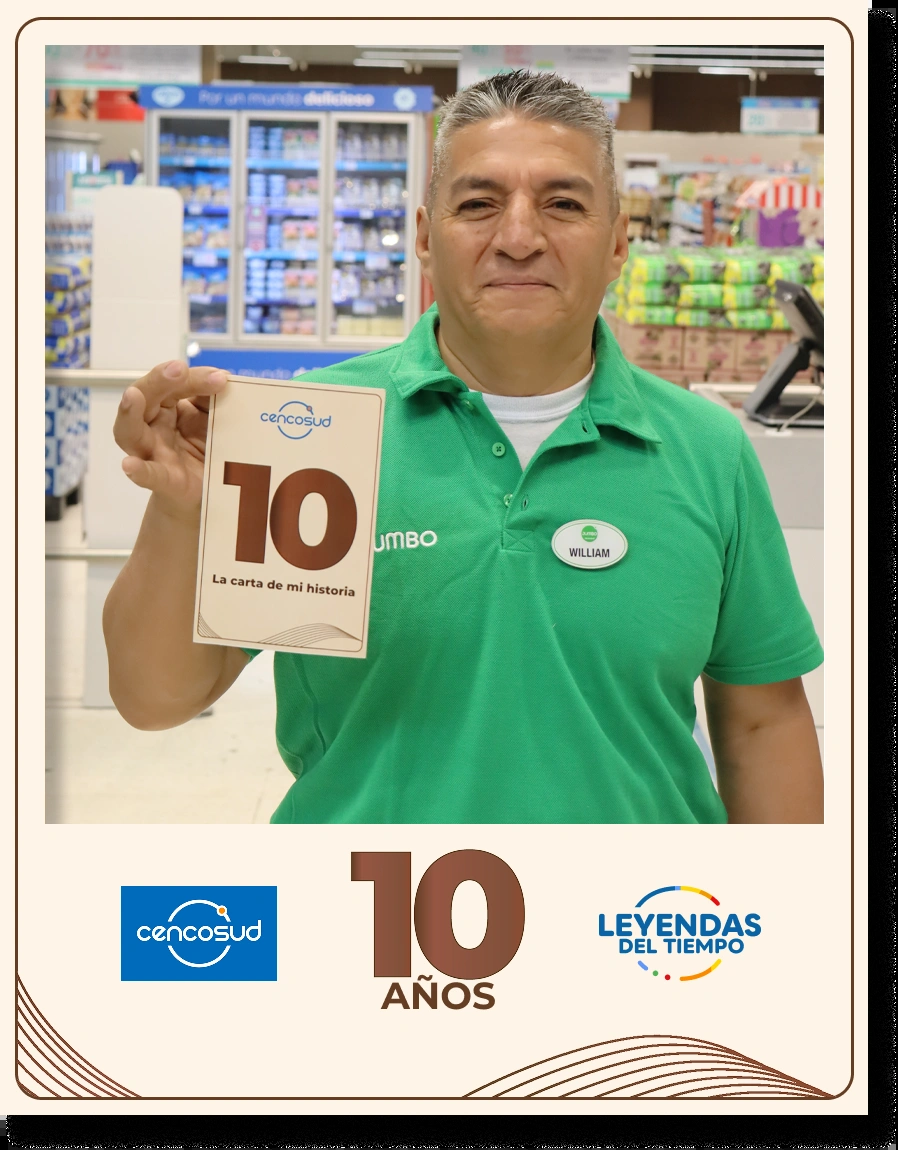 Por un mundo delicioso
cencosud
10
La carta de mi historia
UMBO
JUMBO
WILLIAM
cencosud
10
AÑOS
LEYENDAS
DEL TIEMPO